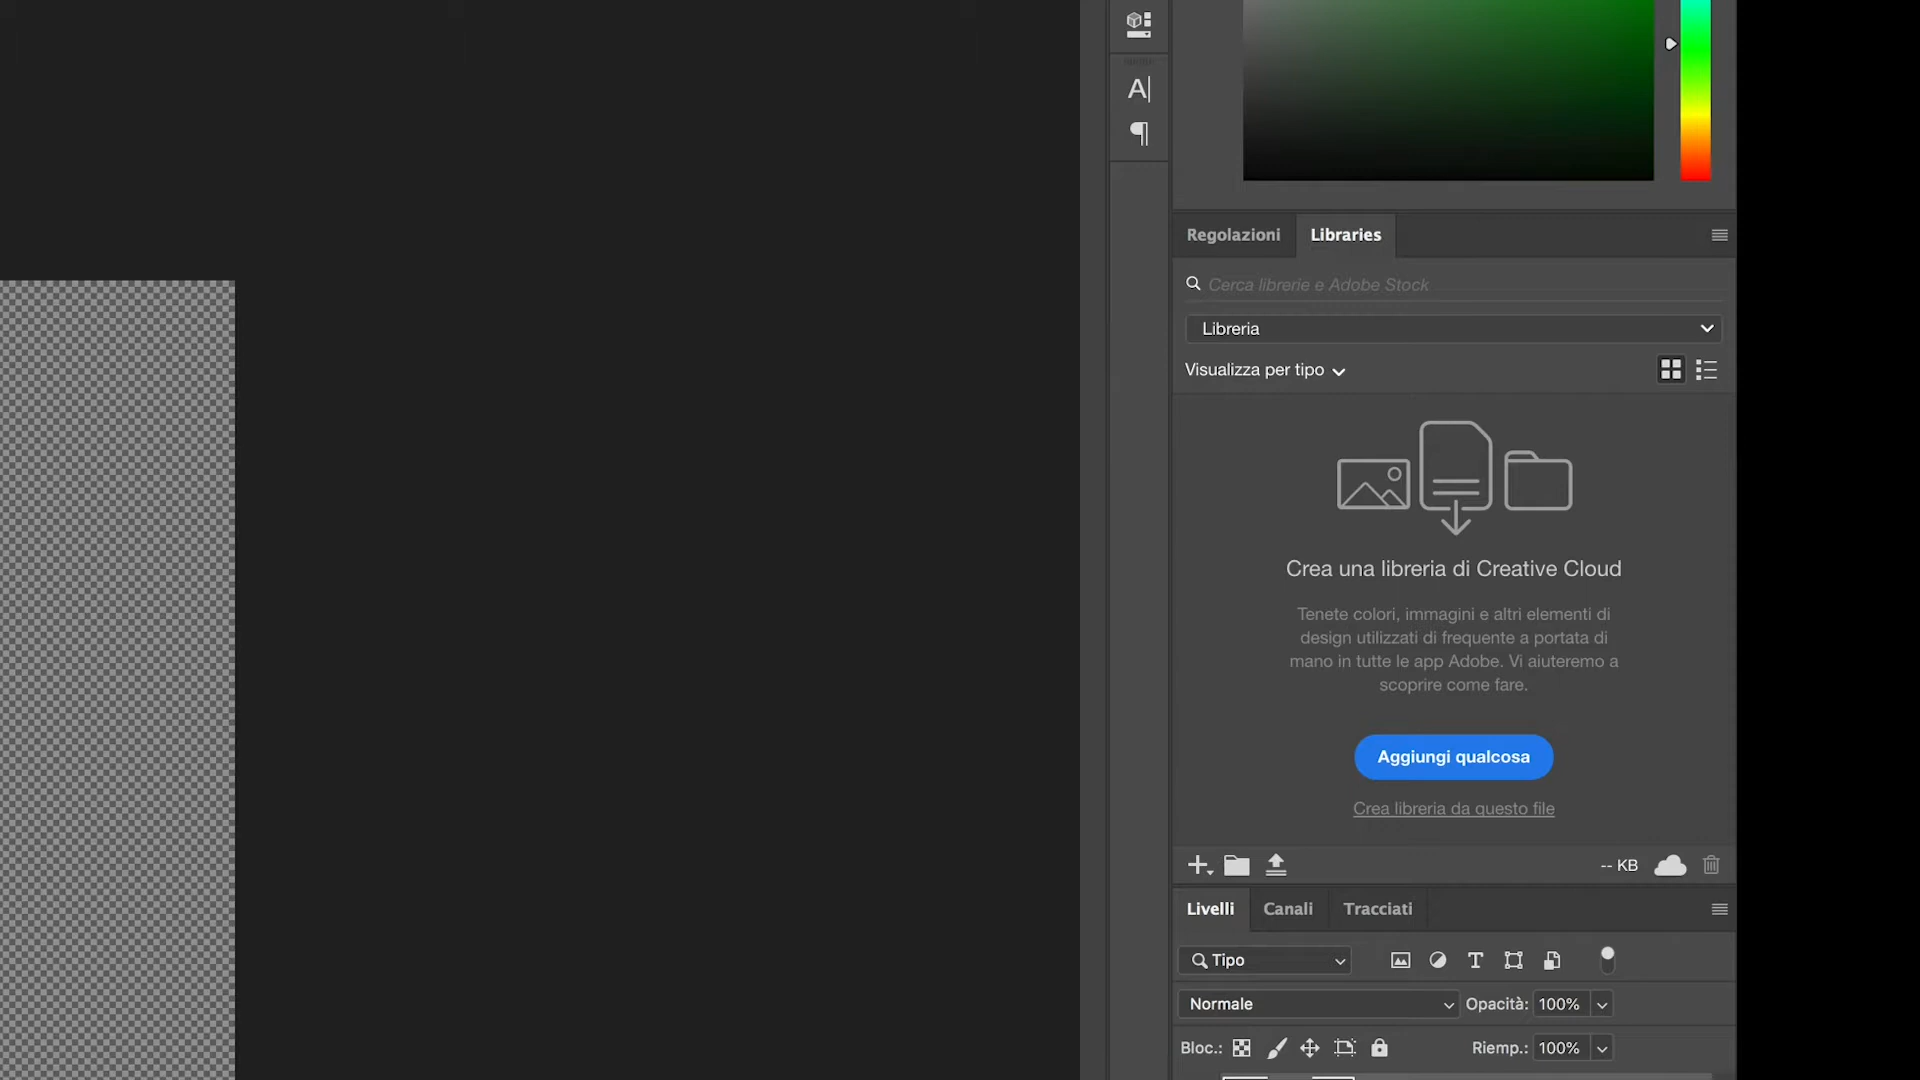 A|
¶
Regolazioni
Libraries
Cerca librerie e Adobe Stock
Libreria
Visualizza per tipo
Crea una libreria di Creative Cloud
Tenete colori, immagini e altri elementi di
design utilizzati di frequente a portata di
mano in tutte le app Adobe. Vi aiuteremo a
scoprire come fare.
Aggiungi qualcosa
Crea libreria da questo file
-- KB
Livelli
Canali
Tracciati
Tipo
Normale
Opacità: 100%
Bloc.:
Riemp.: 100%